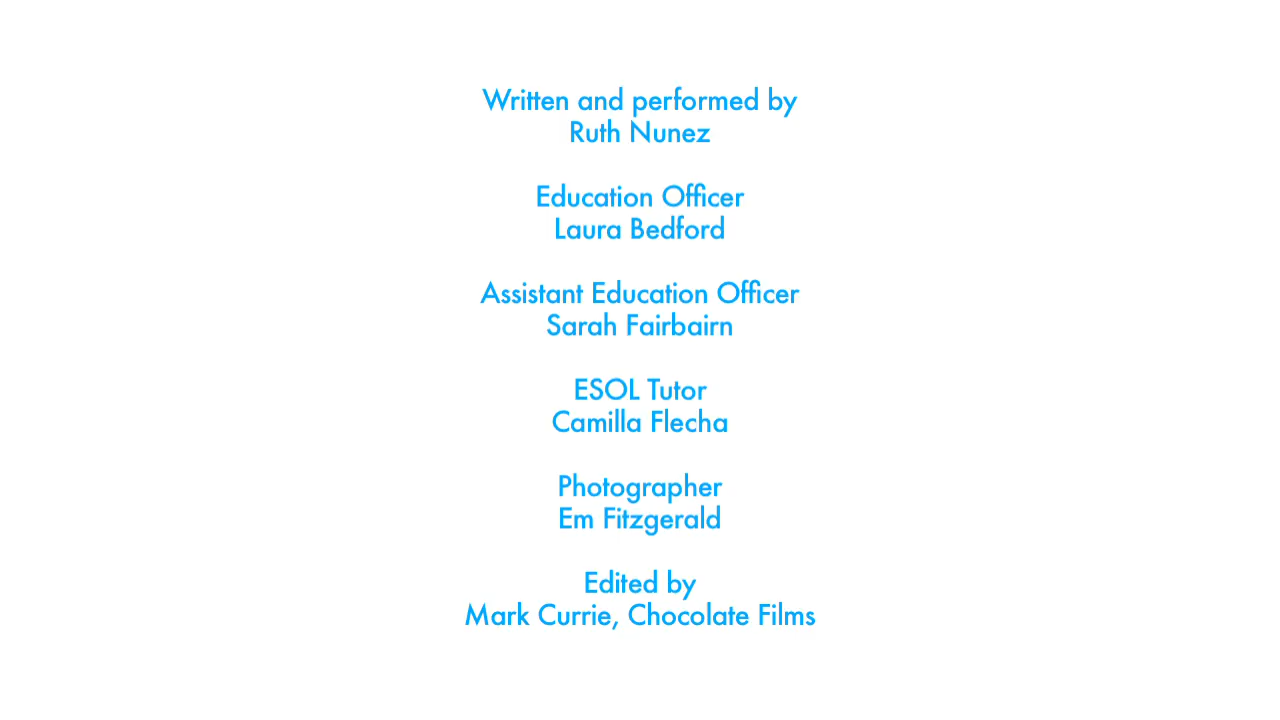 Written and performed by
Ruth Nunez
Education Officer
Laura Bedford
Assistant Education Officer
Sarah Fairbairn
ESOL Tutor
Camilla Flecha
Photographer
Em Fitzgerald
Edited by
Mark Currie, Chocolate Films